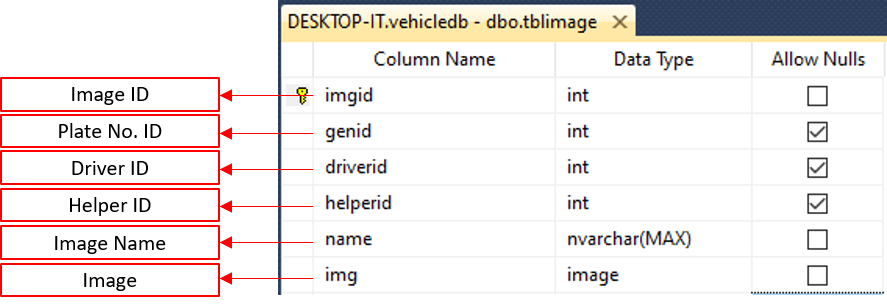 DESKTOP-IT.vehicledb - dbo.tblimage
Column Name Data Type Allow Nulls
Image ID imgid int
Plate No. ID genid int
Driver ID driverid int
Helper ID helperid int
Image Name name nvarchar(MAX)
Image img image